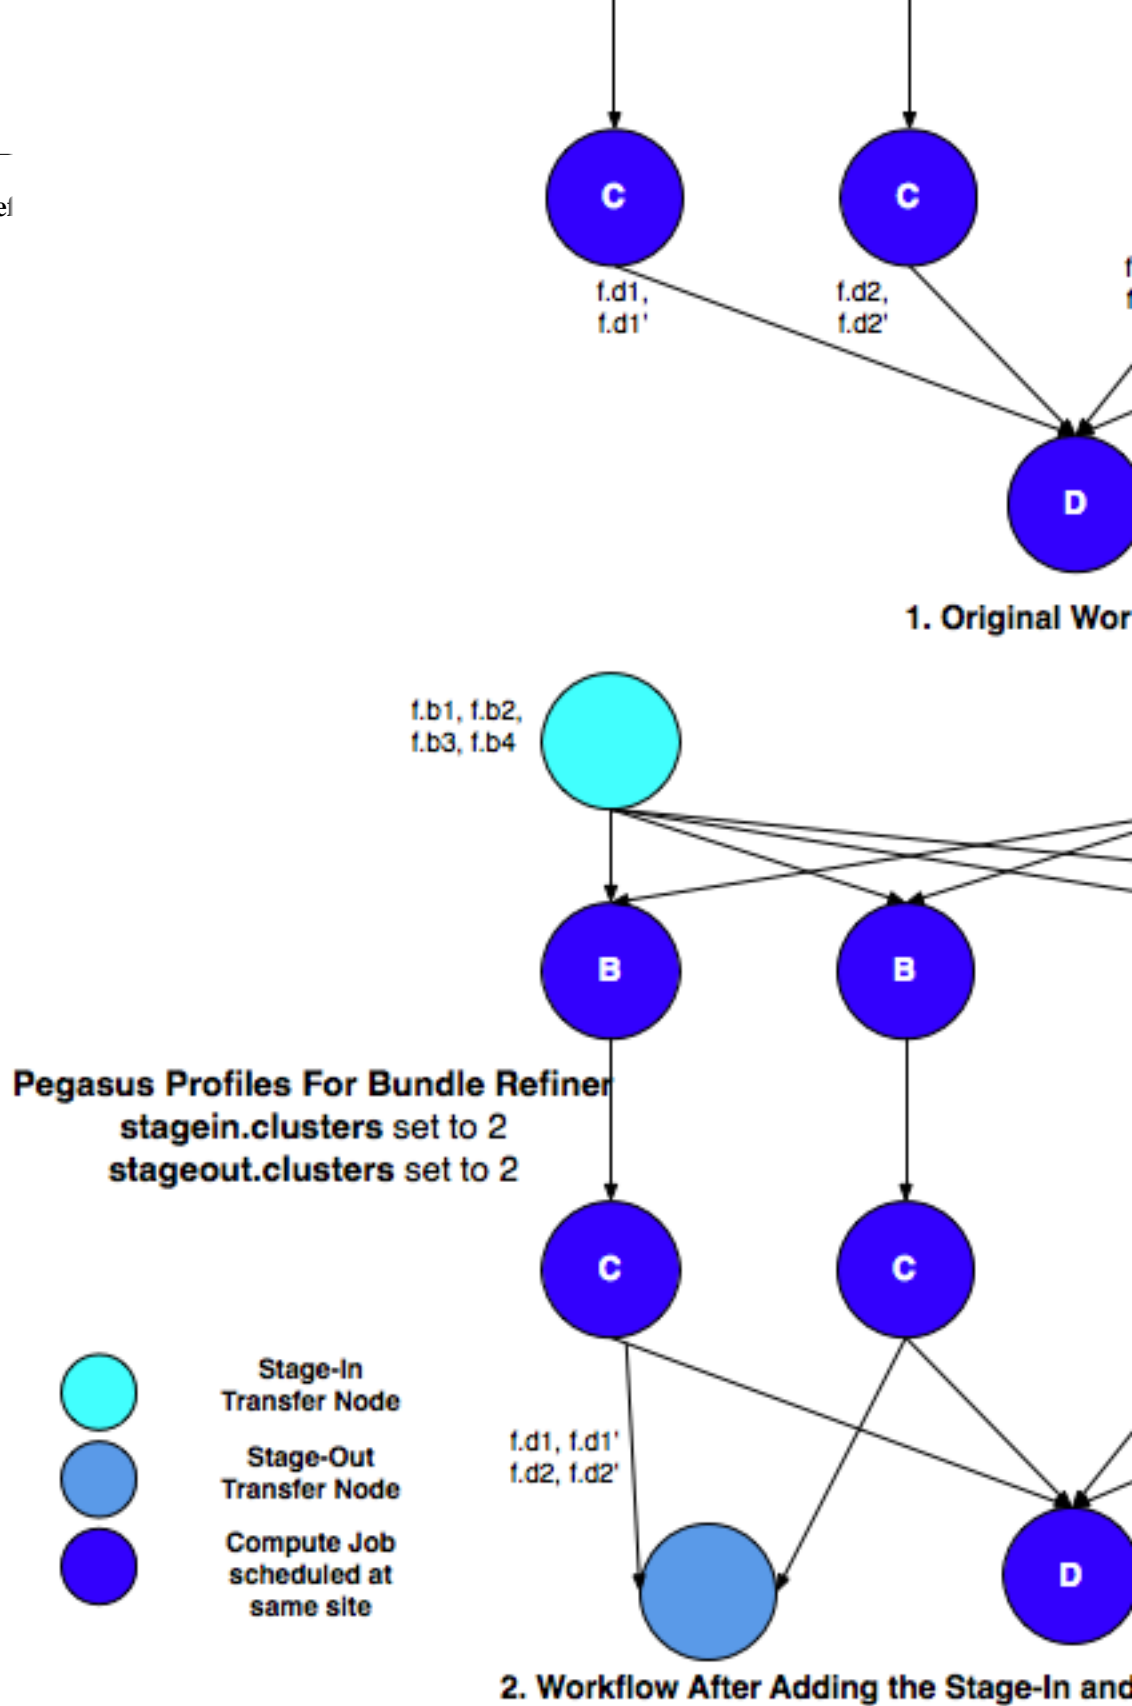 C
C
f.d1,
f.d1'
f.d2,
f.d2'
D
1. Original
f.b1, f.b2,
f.b3, f.b4
B
B
Pegasus Profiles For Bundle Refiner
stagein.clusters set to 2
stageout.clusters set to 2
C
C
Stage-In
Transfer Node
Stage-Out
Transfer Node
Compute Job
scheduled at
same site
f.d1, f.d1'
f.d2, f.d2'
D
2. Workflow After Adding the Stage-In and